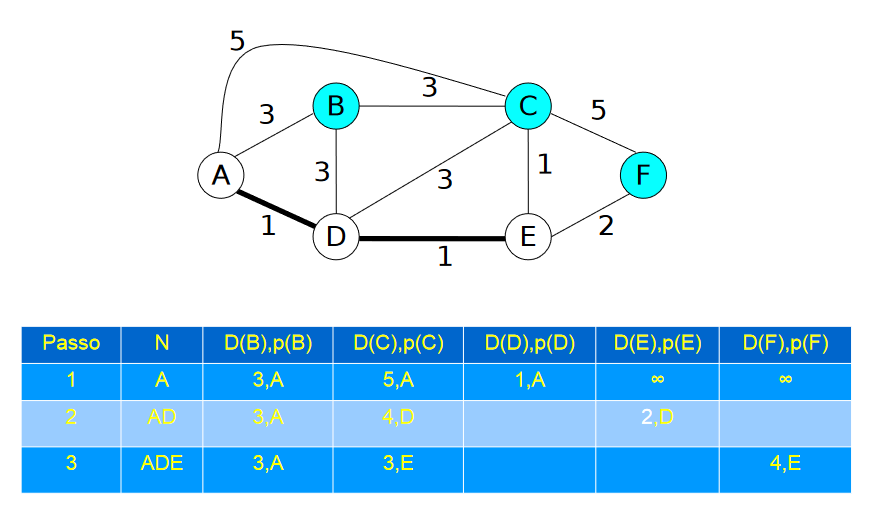 5
3
B
3
C
5
A
3
3
1
F
1
D
1
E
2
Passo N D(B),p(B) D(C),p(C) D(D),p(D) D(E),p(E) D(F),p(F)
1 A 3,A 5,A 1,A ∞ ∞
2 AD 3,A 4,D 2,D
3 ADE 3,A 3,E 4,E